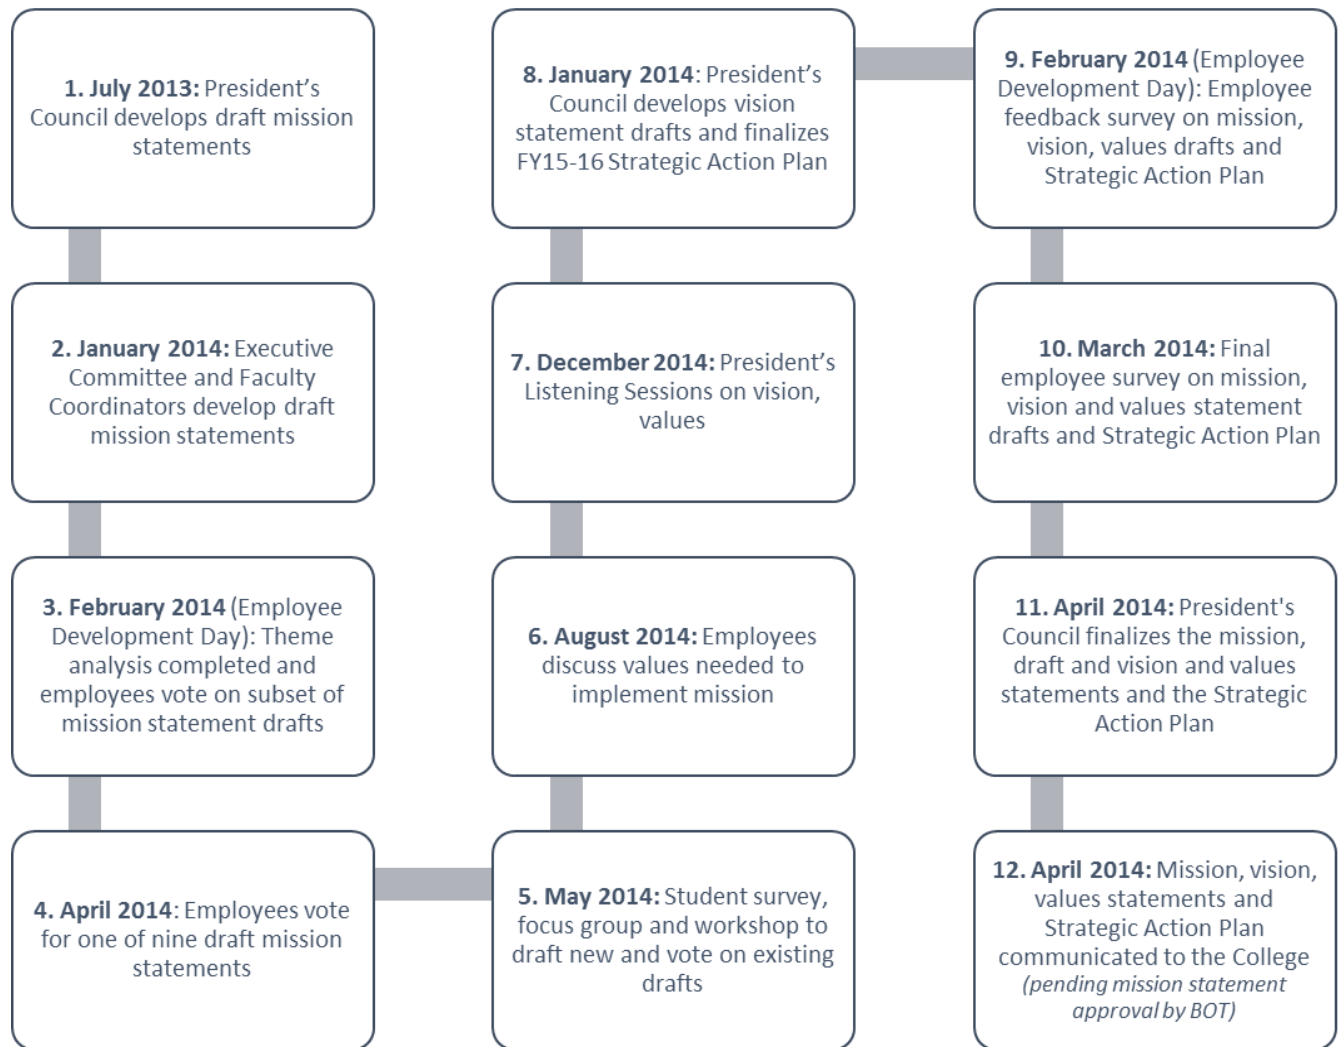 1. July 2013: President’s
Council develops draft mission
statements
2. January 2014: Executive
Committee and Faculty
Coordinators develop draft
mission statements
3. February 2014 (Employee
Development Day): Theme
analysis completed and
employees vote on subset of
mission statement drafts
4. April 2014: Employees vote
for one of nine draft mission
statements
5. May 2014: Student survey,
focus group and workshop to
draft new and vote on existing
drafts
6. August 2014: Employees
discuss values needed to
implement mission
7. December 2014: President’s
Listening Sessions on vision,
values
8. January 2014: President’s
Council develops vision
statement drafts and finalizes
FY15-16 Strategic Action Plan
9. February 2014 (Employee
Development Day): Employee
feedback survey on mission,
vision, values drafts and
Strategic Action Plan
10. March 2014: Final
employee survey on mission,
vision and values statement
drafts and Strategic Action Plan
11. April 2014: President's
Council finalizes the mission,
draft and vision and values
statements and the Strategic
Action Plan
12. April 2014: Mission, vision,
values statements and
Strategic Action Plan
communicated to the College
(pending mission statement
approval by BOT)